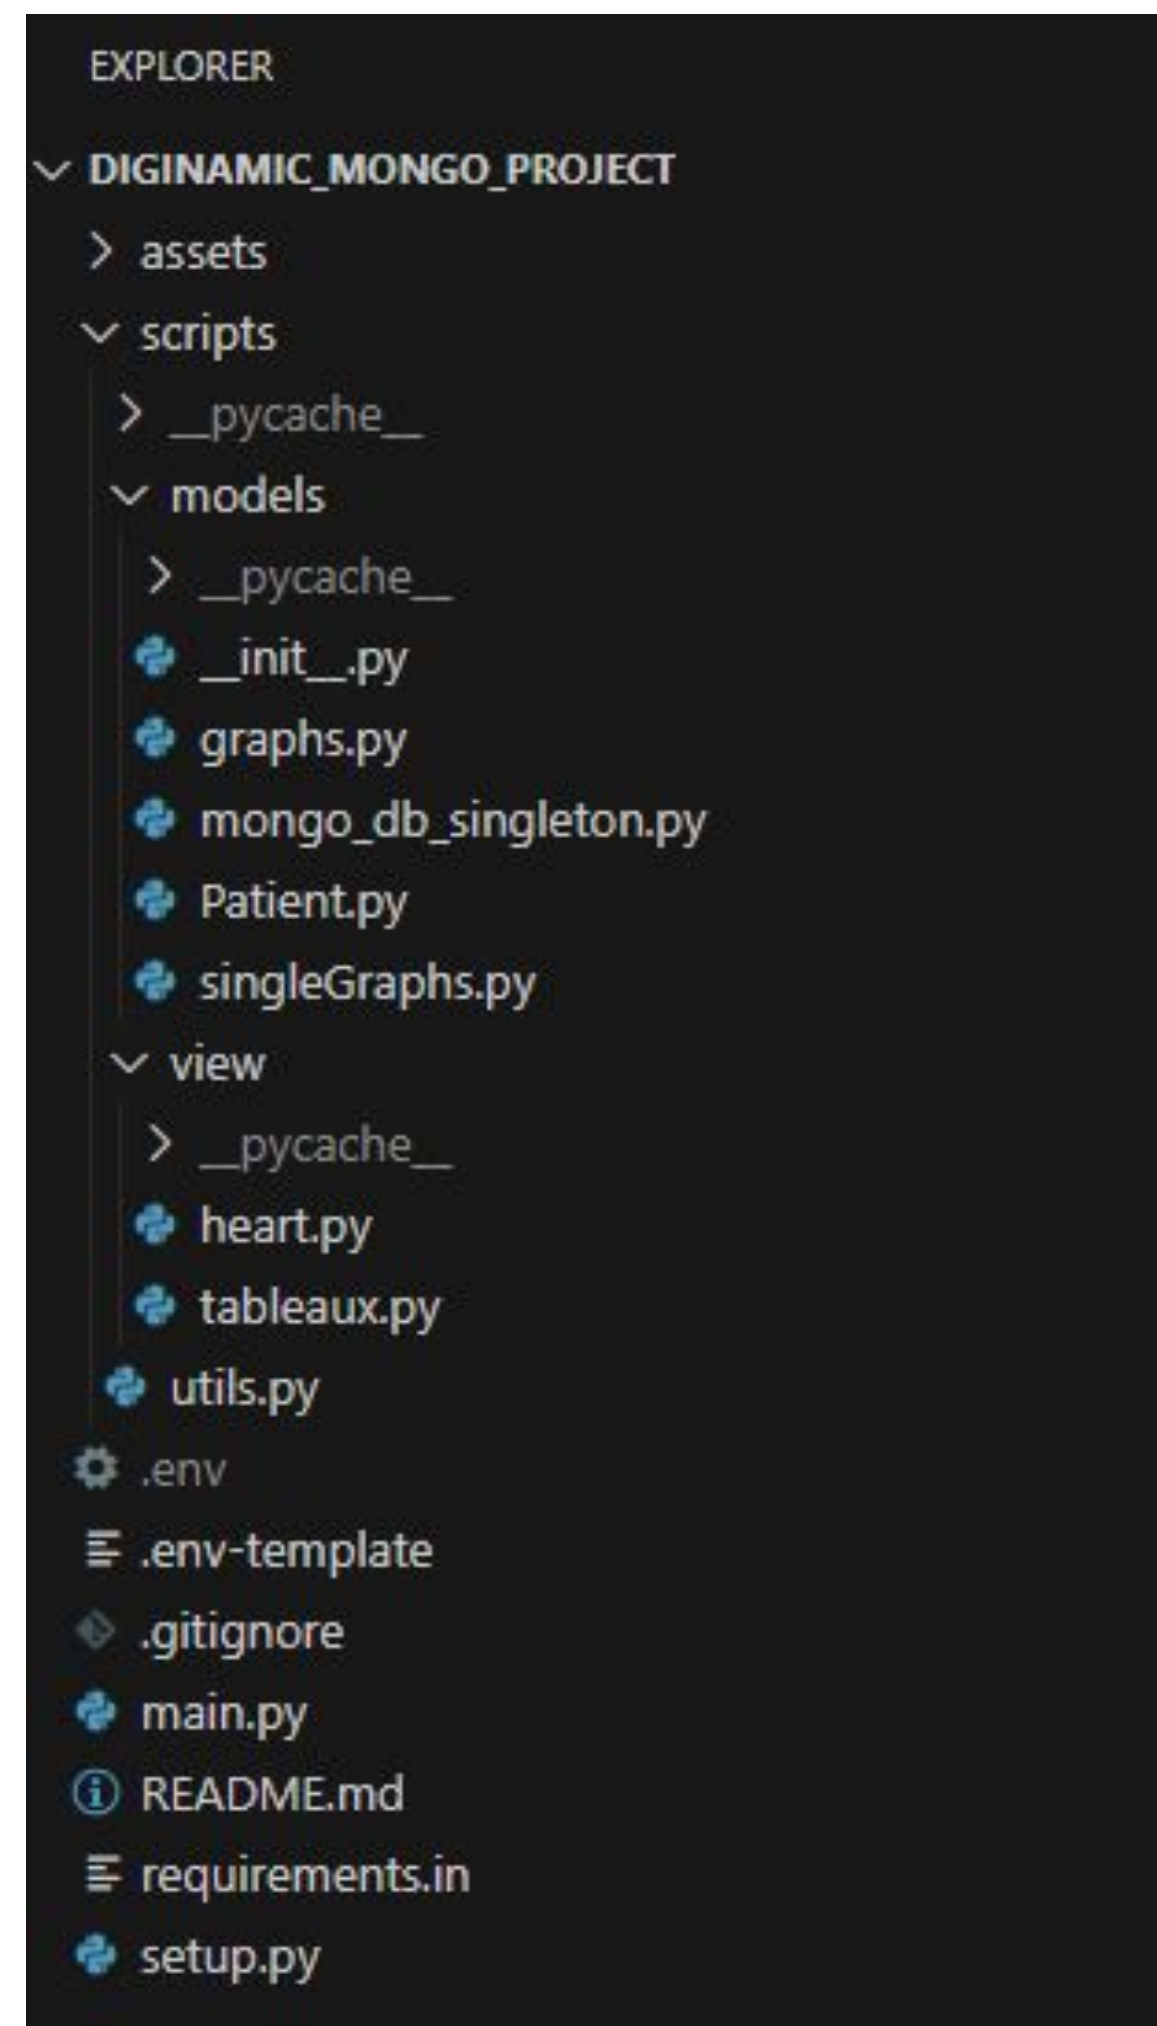 EXPLORER
DIGINAMIC_MONGO_PROJECT
assets
scripts
__pycache__
models
__pycache__
__init__.py
graphs.py
mongo_db_singleton.py
Patient.py
singleGraphs.py
view
__pycache__
heart.py
tableaux.py
utils.py
.env
.env-template
.gitignore
main.py
README.md
requirements.in
setup.py